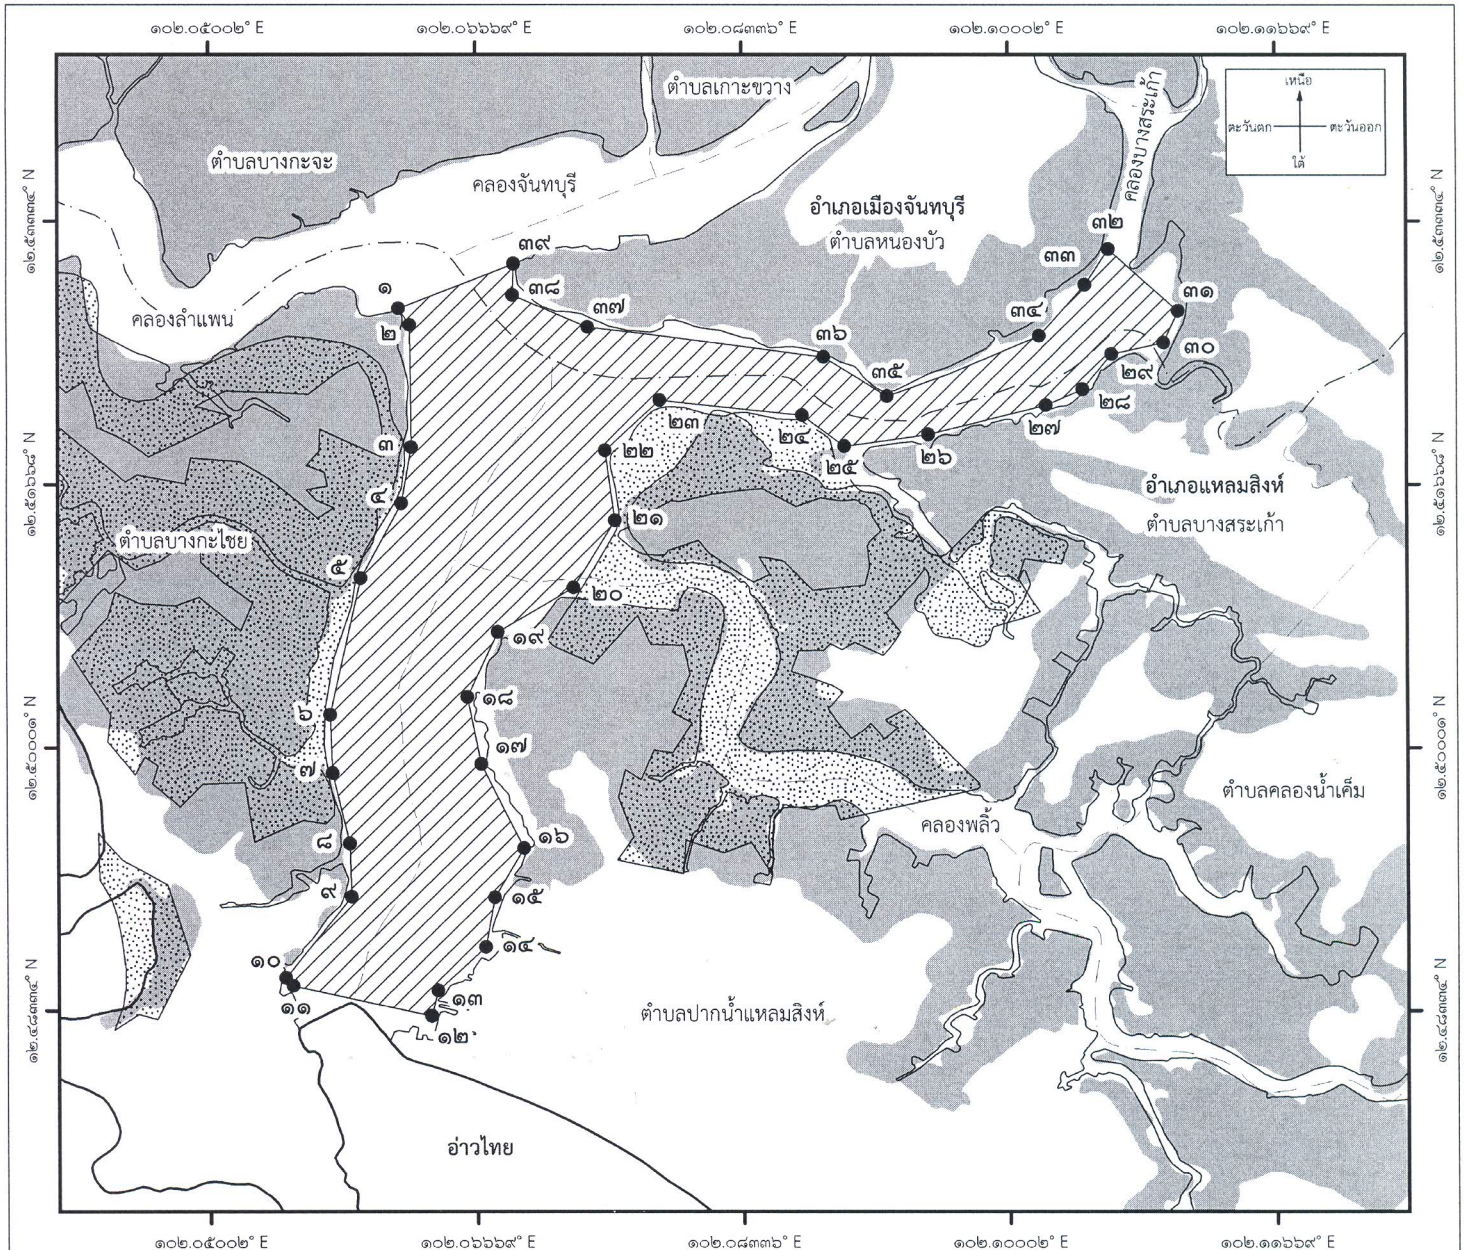 ๑๐๒.๐๕๐๐๒° E
๑๐๒.๐๖๖๖๙° E
๑๐๒.๐๘๓๓๖° E
๑๐๒.๑๐๐๐๒° E
๑๐๒.๑๑๖๖๙° E
ตำบลเกาะขวาง
คลองบางสระเก้า
เหนือ
ตะวันตก
ตะวันออก
ใต้
ตำบลบางกะจะ
คลองจันทบุรี
อำเภอเมืองจันทบุรี
ตำบลหนองบัว
๑๒.๕๓๓๓๔° N
๑๒.๕๓๓๓๔° N
๓๒
๓๓
๓๙
๑
๓๘
๓๗
๓๑
๒
คลองลำแพน
๓๔
๓๐
๓๖
๓๕
๒๙
๒๘
๒๗
๒๓
๒๔
๒๖
๒๕
๒๒
๓
๑๒.๕๑๖๖๘° N
๑๒.๕๑๖๖๘° N
๔
อำเภอแหลมสิงห์
ตำบลบางสระเก้า
๒๑
ตำบลบางกะไชย
๕
๒๐
๑๙
๑๘
๖
๑๗
๗
๑๒.๕๐๐๐๑° N
๑๒.๕๐๐๐๑° N
ตำบลคลองน้ำเค็ม
คลองพลิ้ว
๑๖
๘
๙
๑๕
๑๔
๑๐
๑๑
๑๓
๑๒
๑๒.๔๘๓๓๔° N
๑๒.๔๘๓๓๔° N
ตำบลปากน้ำแหลมสิงห์
อ่าวไทย
๑๐๒.๐๕๐๐๒° E
๑๐๒.๐๖๖๖๙° E
๑๐๒.๐๘๓๓๖° E
๑๐๒.๑๐๐๐๒° E
๑๐๒.๑๑๖๖๙° E